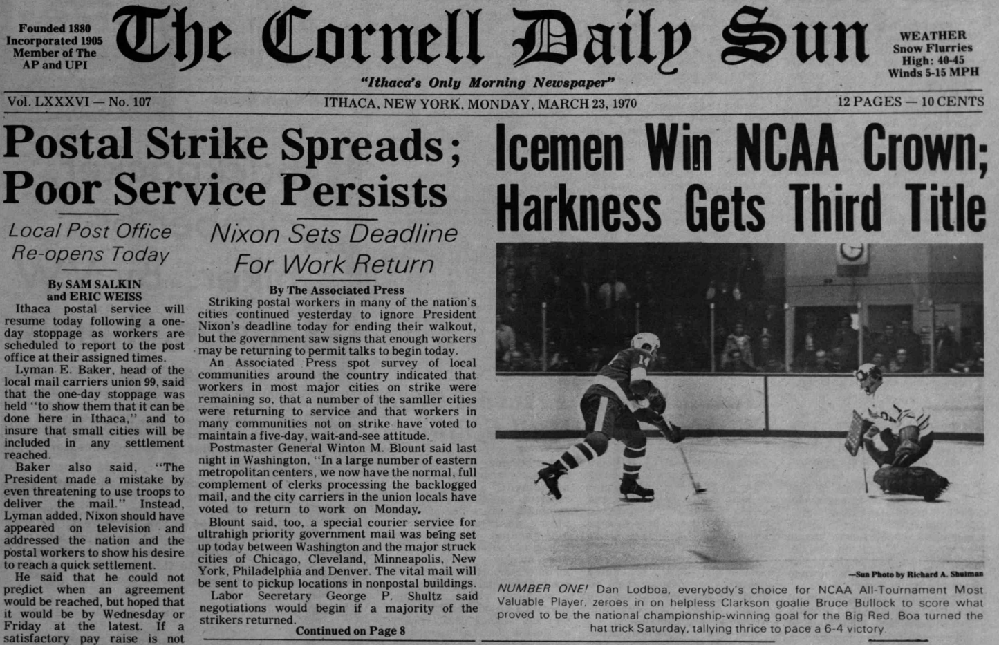 Founded 1880
Incorporated 1905
Member of The
AP and UPI
The Cornell Daily Sun
WEATHER
Snow Flurries
High: 40-45
Winds 5-15 MPH
"Ithaca's Only Morning Newspaper"
Vol. LXXXVI — No. 107
ITHACA, NEW YORK, MONDAY, MARCH 23, 1970
12 PAGES — 10 CENTS
Postal Strike Spreads;
Poor Service Persists
Local Post Office
Re-opens Today
By SAM SALKIN
and ERIC WEISS
Ithaca postal service will
resume today following a one-
day stoppage as workers are
scheduled to report to the post
office at their assigned times.
Lyman E. Baker, head of the
local mail carriers union 99, said
that the one-day stoppage was
held "to show them that it can be
done here in Ithaca," and to
insure that small cities will be
included in any settlement
reached.
Baker also said, "The
President made a mistake by
even threatening to use troops to
deliver the mail." Instead,
Lyman added, Nixon should have
appeared on television and
addressed the nation and the
postal workers to show his desire
to reach a quick settlement.
He said that he could not
predict when an agreement
would be reached, but hoped that
it would be by Wednesday or
Friday at the latest. If a
satisfactory pay raise is not
Nixon Sets Deadline
For Work Return
By The Associated Press
Striking postal workers in many of the nation's
cities continued yesterday to ignore President
Nixon's deadline today for ending their walkout,
but the government saw signs that enough workers
may be returning to permit talks to begin today.
An Associated Press spot survey of local
communities around the country indicated that
workers in most major cities on strike were
remaining so, that a number of the samller cities
were returning to service and that workers in
many communities not on strike have voted to
maintain a five-day, wait-and-see attitude.
Postmaster General Winton M. Blount said last
night in Washington, "In a large number of eastern
metropolitan centers, we now have the normal, full
complement of clerks processing the backlogged
mail, and the city carriers in the union locals have
voted to return to work on Monday.
Blount said, too, a special courier service for
ultrahigh priority government mail was being set
up today between Washington and the major struck
cities of Chicago, Cleveland, Minneapolis, New
York, Philadelphia and Denver. The vital mail will
be sent to pickup locations in nonpostal buildings.
Labor Secretary George P. Shultz said
negotiations would begin if a majority of the
strikers returned.
Continued on Page 8
Icemen Win NCAA Crown;
Harkness Gets Third Title
14
—Sun Photo by Richard A. Shulman
NUMBER ONE! Dan Lodboa, everybody's choice for NCAA All-Tournament Most
Valuable Player, zeroes in on helpless Clarkson goalie Bruce Bullock to score what
proved to be the national championship-winning goal for the Big Red. Boa turned the
hat trick Saturday, tallying thrice to pace a 6-4 victory.